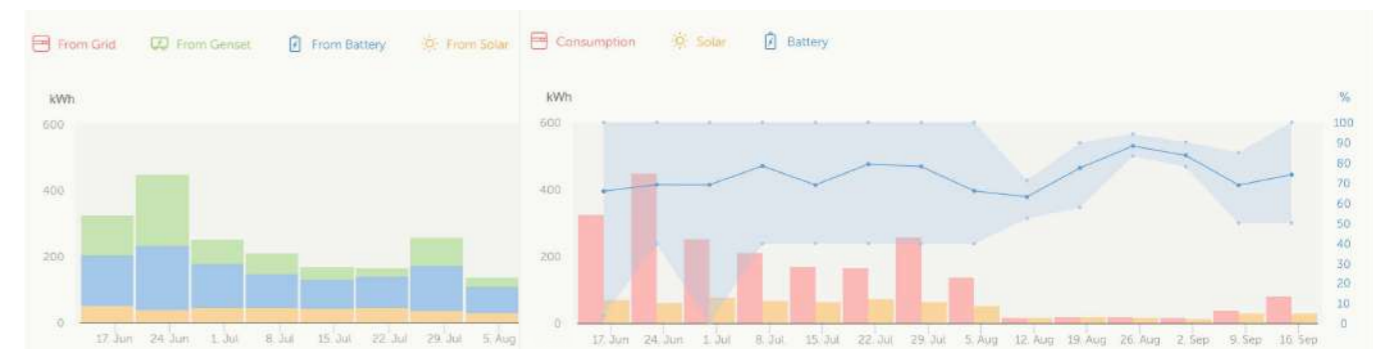 From Grid From Genset From Battery From Solar
kWh
600
400
200
0
17. Jun 24. Jun 1. Jul 8. Jul 15. Jul 22. Jul 29. Jul 5. Aug
Consumption Solar Battery
kWh %
600 100
90
80
400 70
60
50
200 40
30
20
10
0 0
17. Jun 24. Jun 1. Jul 8. Jul 15. Jul 22. Jul 29. Jul 5. Aug 12. Aug 19. Aug 26. Aug 2. Sep 9. Sep 16. Sep